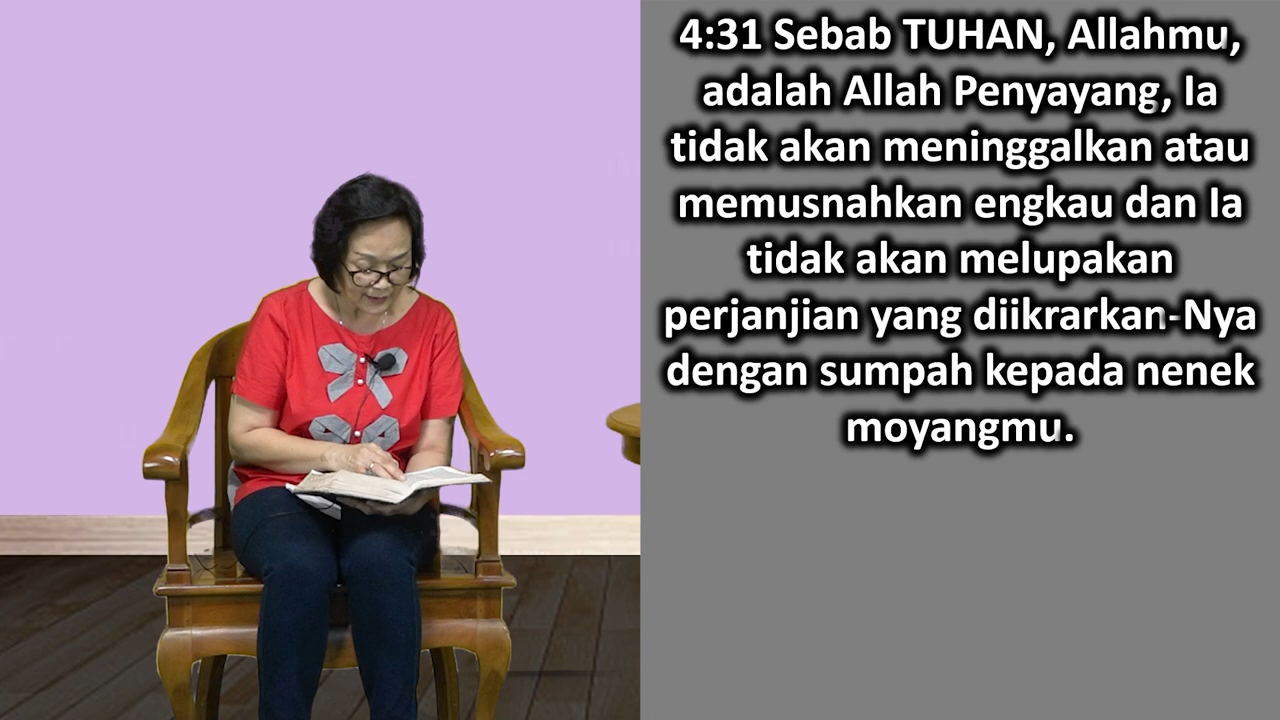 4:31 Sebab TUHAN, Allahmu,
adalah Allah Penyayang, Ia
tidak akan meninggalkan atau
memusnahkan engkau dan Ia
tidak akan melupakan
perjanjian yang diikrarkan-Nya
dengan sumpah kepada nenek
moyangmu.